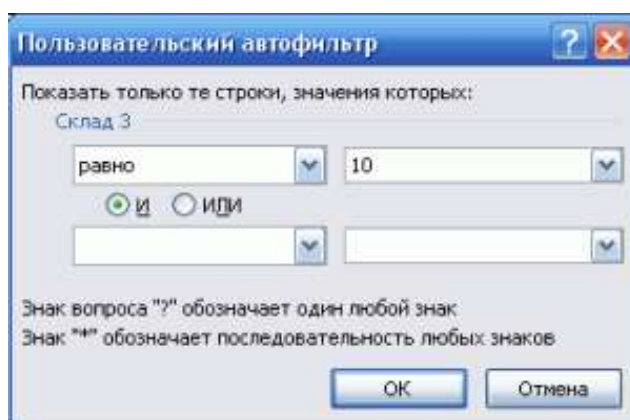 Пользовательский автофильтр
Показать только те строки, значения которых:
Склад 3
равно 10
И ИЛИ
Знак вопроса "?" обозначает один любой знак
Знак "*" обозначает последовательность любых знаков
ОК Отмена